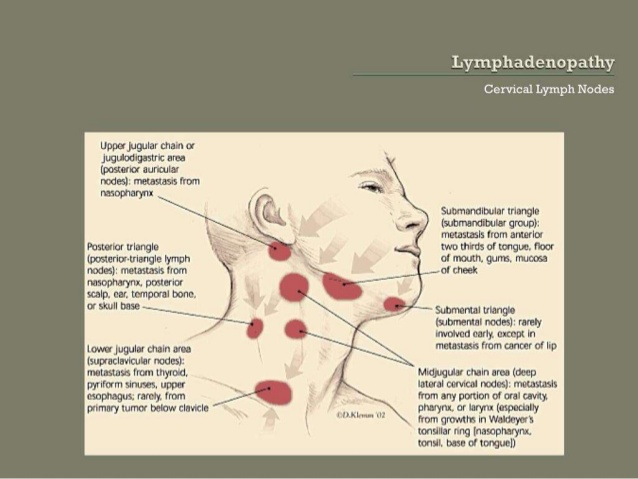 Lymphadenopathy
Cervical Lymph Nodes
Upper jugular chain or
jugulodigastric area
(posterior auricular
nodes): metastasis from
nasopharynx
Posterior triangle
(posterior-triangle lymph
nodes): metastasis from
nasopharynx, posterior
scalp, ear, temporal bone,
or skull base
Lower jugular chain area
(supraclavicular nodes):
metastasis from thyroid,
pyriform sinuses, upper
esophagus; rarely, from
primary tumor below clavicle
Submandibular triangle
(submandibular group):
metastasis from anterior
two thirds of tongue, floor
of mouth, gums, mucosa
of cheek
Submental triangle
(submental nodes): rarely
involved early, except in
metastasis from cancer of lip
Midjugular chain area (deep
lateral cervical nodes): metastasis
from any portion of oral cavity,
pharynx, or larynx (especially
from growths in Waldeyer's
tonsillar ring [nasopharynx,
tonsil, base of tongue])
©D.Klemm '02